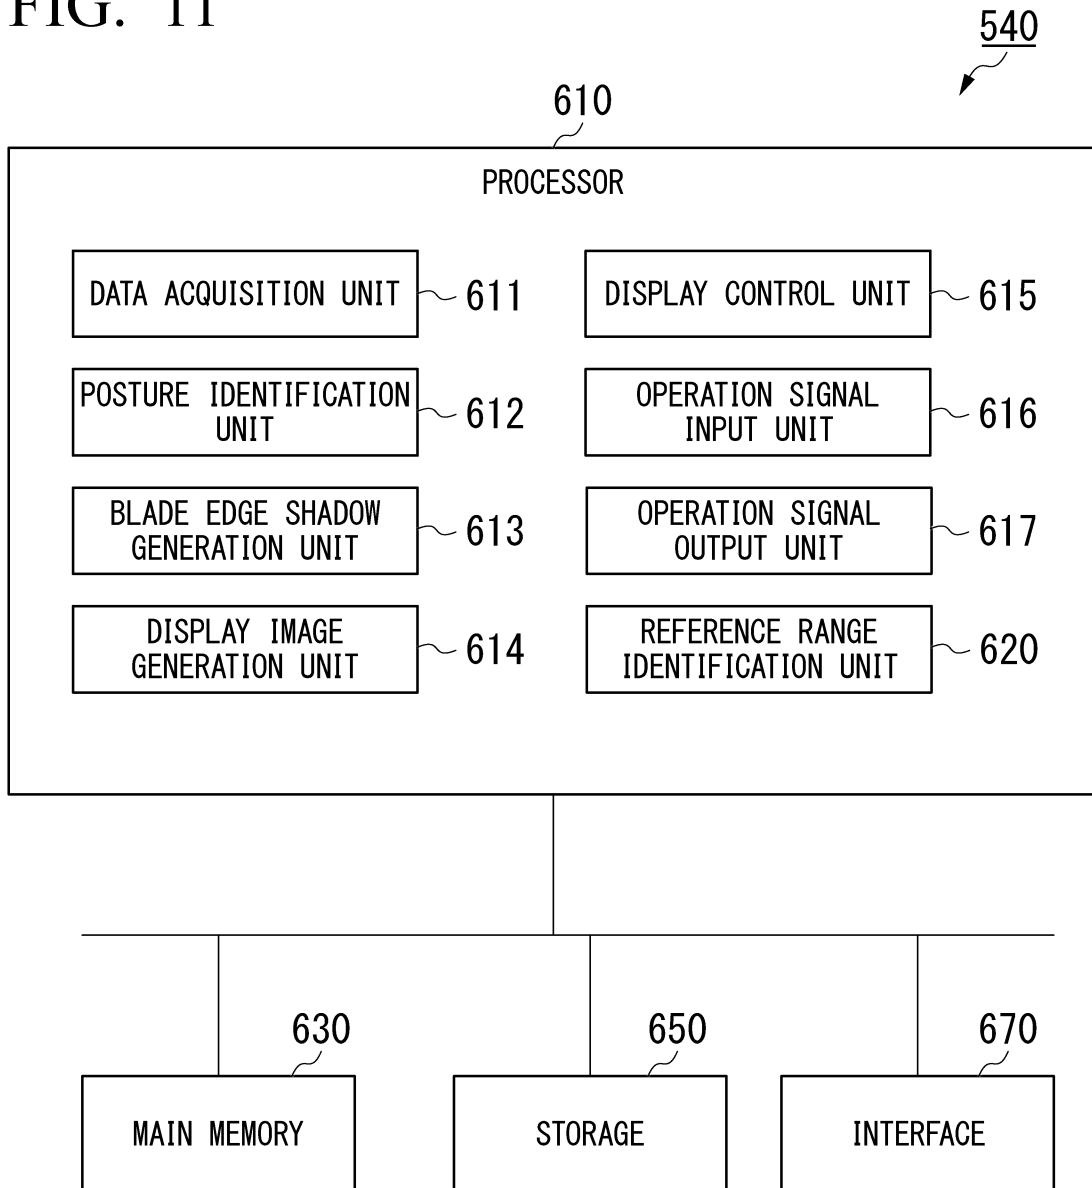 FIG. 11
540
610
PROCESSOR
DATA ACQUISITION UNIT
611
POSTURE IDENTIFICATION
UNIT
612
BLADE EDGE SHADOW
GENERATION UNIT
613
DISPLAY IMAGE
GENERATION UNIT
614
DISPLAY CONTROL UNIT
615
OPERATION SIGNAL
INPUT UNIT
616
OPERATION SIGNAL
OUTPUT UNIT
617
REFERENCE RANGE
IDENTIFICATION UNIT
620
630
MAIN MEMORY
650
STORAGE
670
INTERFACE